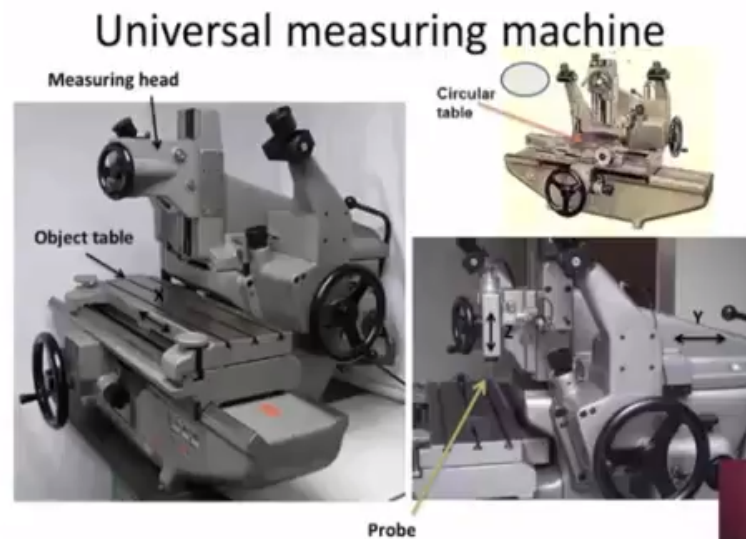 Universal measuring machine
Measuring head
Circular
table
Object table
X
Z
Y
Probe